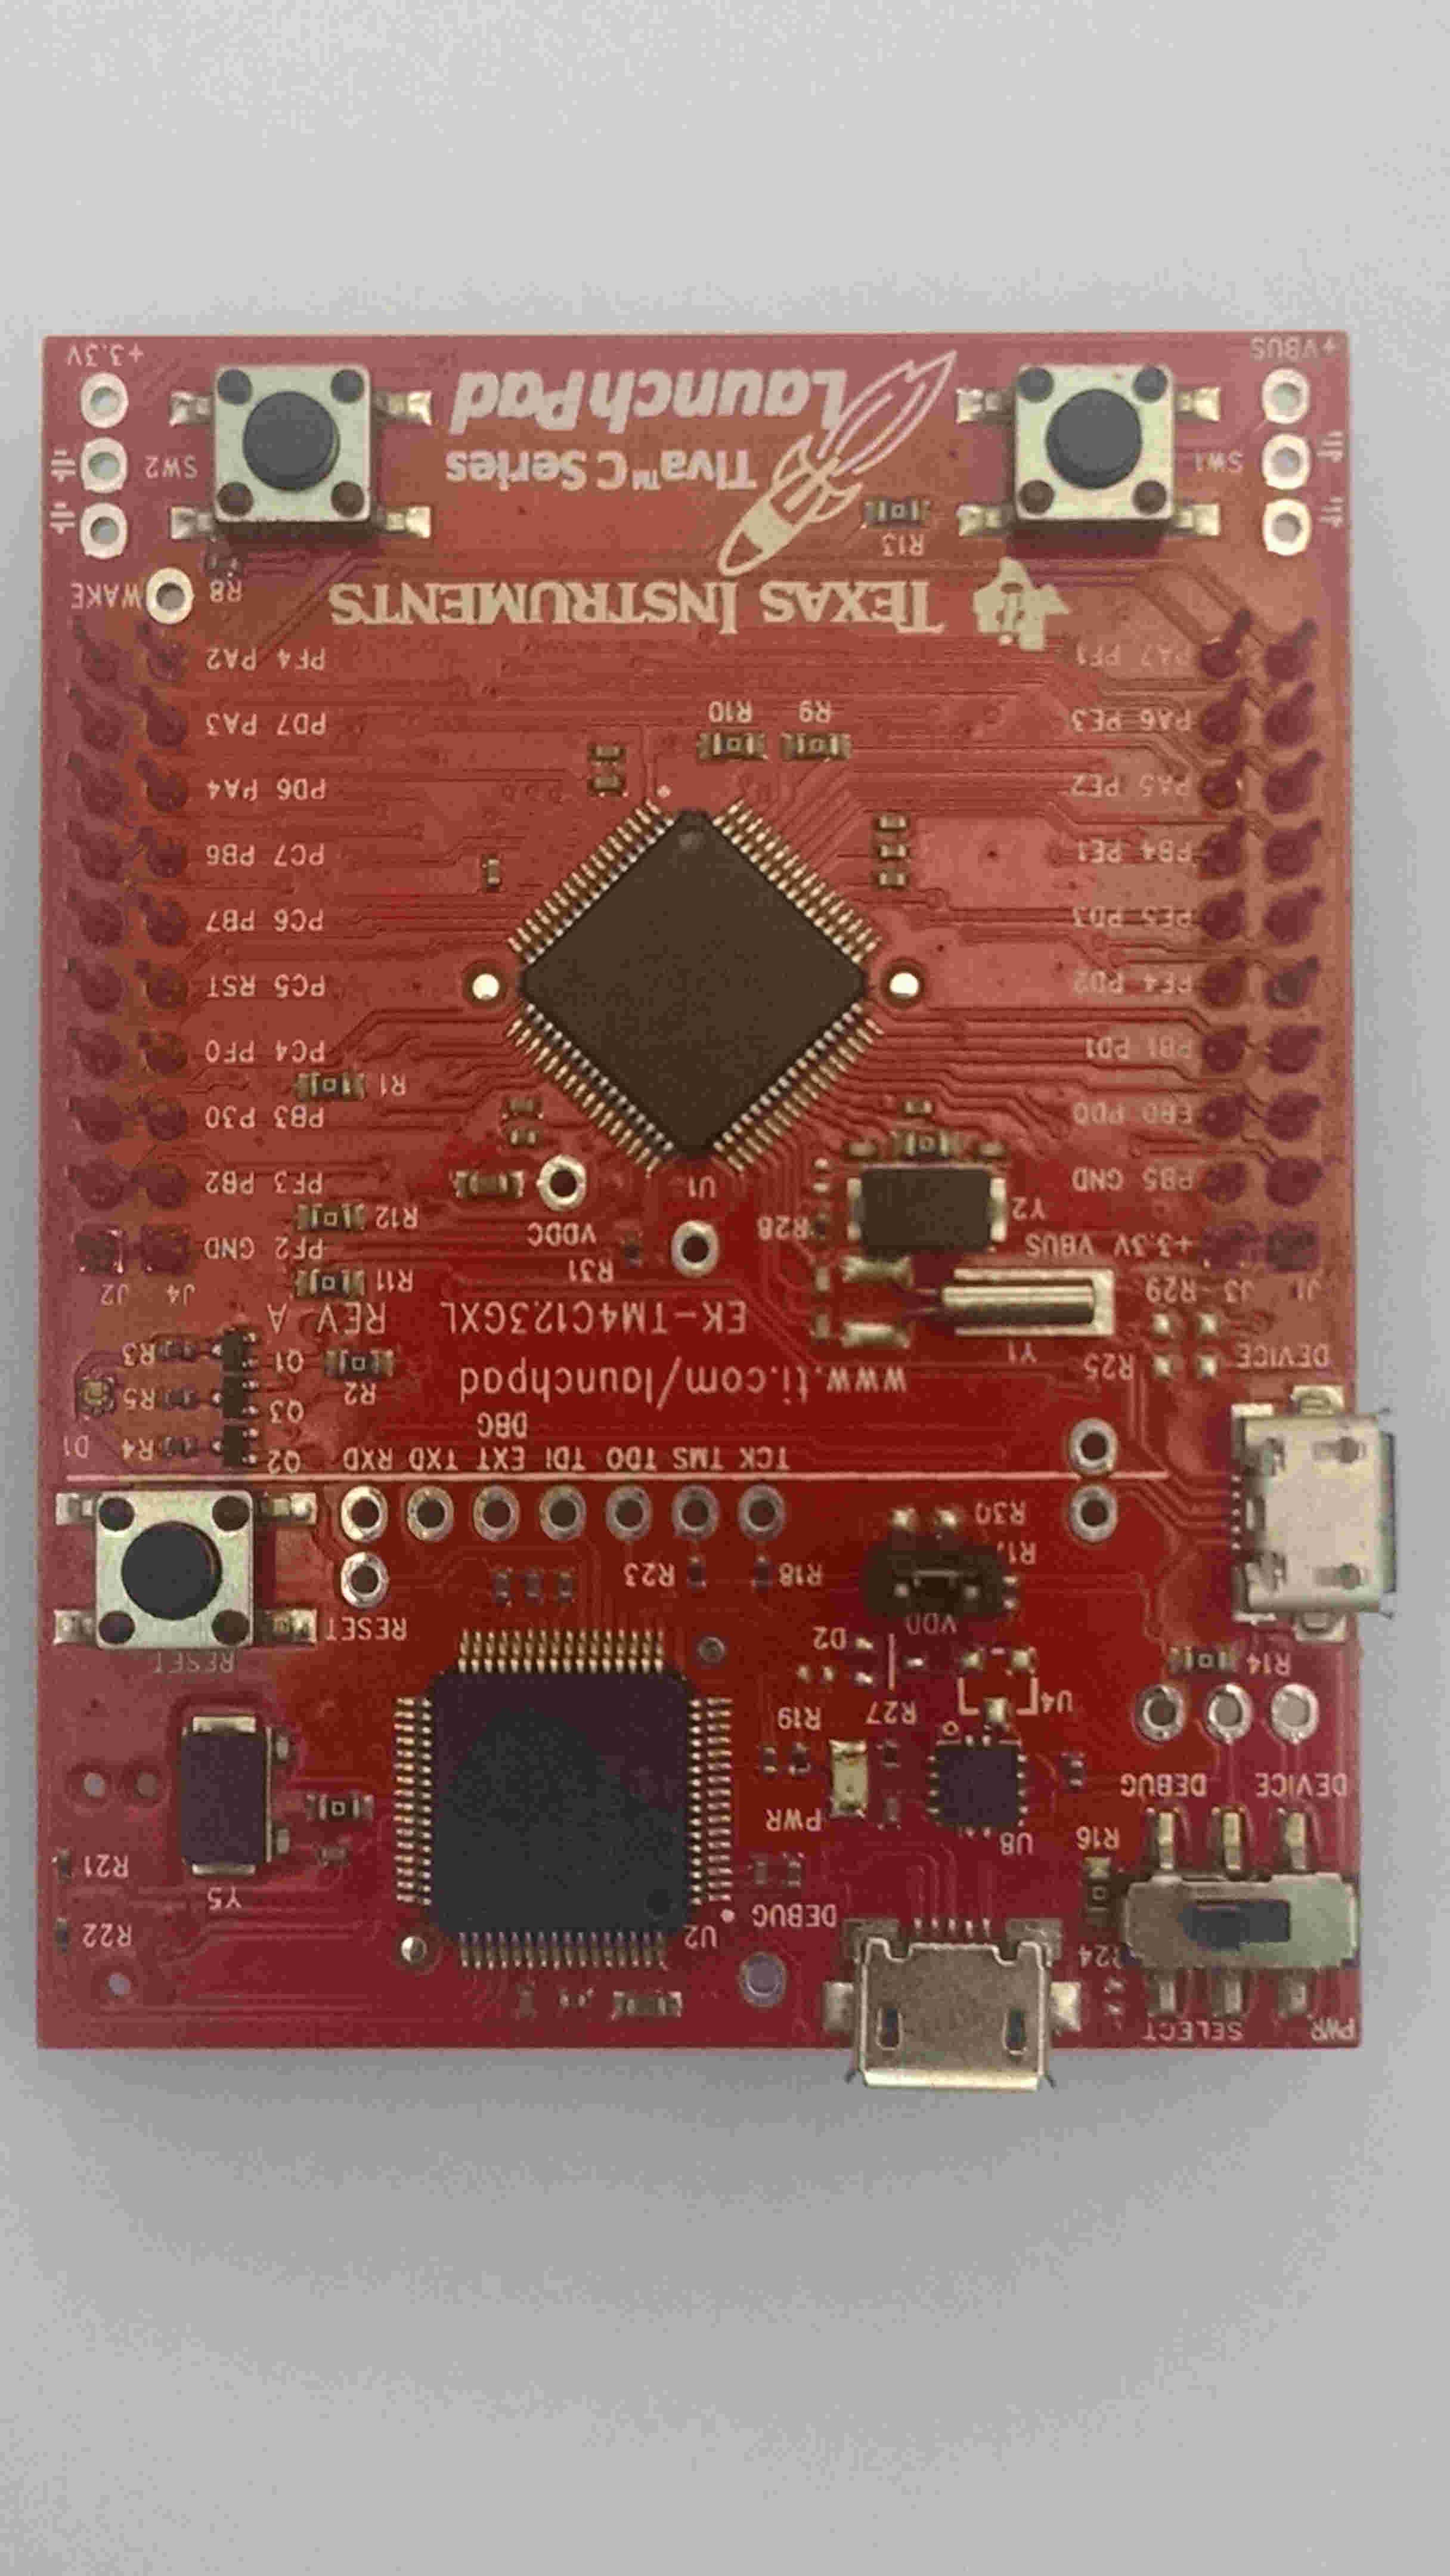 PWR SELECT
R24
DEBUG
U2
R22
R16
U8
R21
Y5
DEVICE DEBUG
PWR
R19
R27
U4
R14
D2
VDD
RESET
RESET
R17
R18
R23
R30
TCK TMS TDO TDI EXT TXD RXD
DBG
Q2
R4
D1
Q3
R5
Q1
R3
R2
DEVICE
R25
Y1
www.ti.com/launchpad
EK-TM4C123GXL
REV A
J1 J3
R29
R31
R11
J4 J2
+3.3V VBUS
PF2 GND
Y2
R28
VDDC
R12
U1
PB5 GND
PF3 PB2
PB0 PD0
PB3 PE0
R1
PB1 PD1
PC4 PF0
PE4 PD2
PC5 RST
PE5 PD3
PC6 PB7
PB4 PE1
PC7 PB6
PA5 PE2
PD6 PA4
PA6 PE3
PD7 PA3
R9
R10
PA7 PF1
PF4 PA2
TEXAS INSTRUMENTS
R8
WAKE
R13
SW1
Tiva™ C Series
SW2
LaunchPad
+VBUS
+3.3V